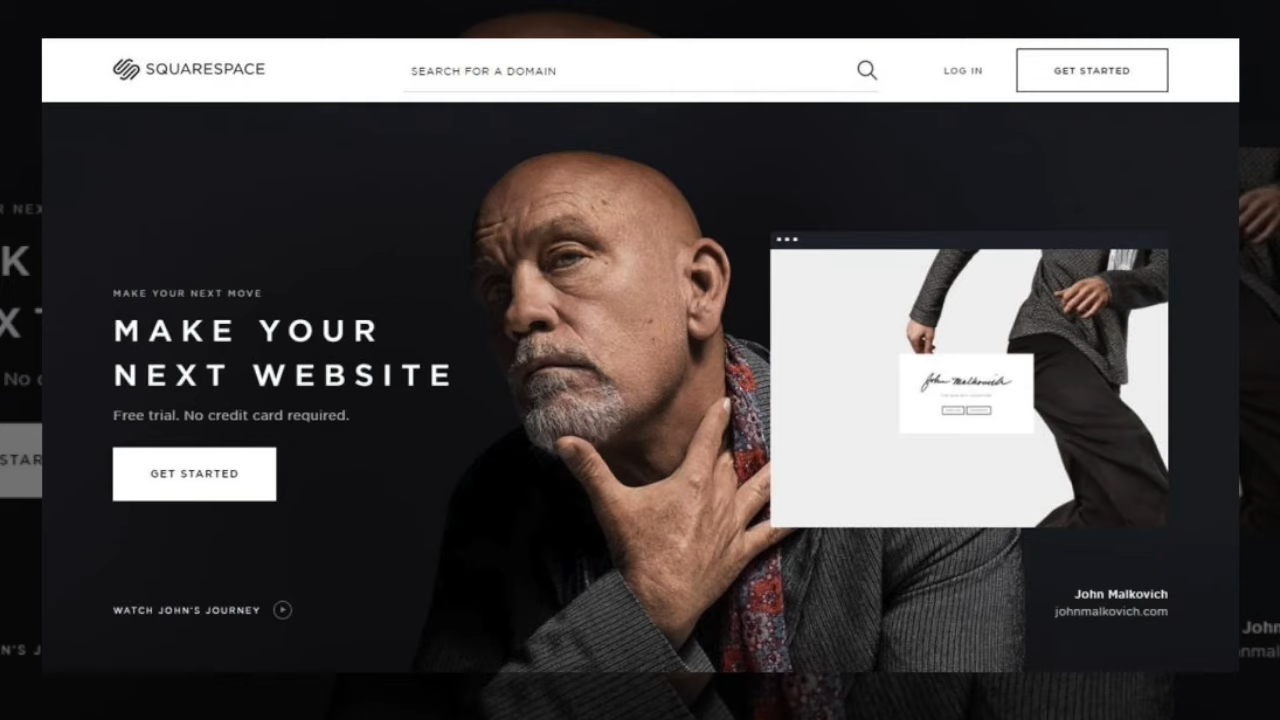 SQUARESPACE
SEARCH FOR A DOMAIN
LOG IN
GET STARTED
MAKE YOUR NEXT MOVE
MAKE YOUR
NEXT WEBSITE
Free trial. No credit card required.
GET STARTED
WATCH JOHN'S JOURNEY
John Malkovich
John Malkovich
johnmalkovich.com